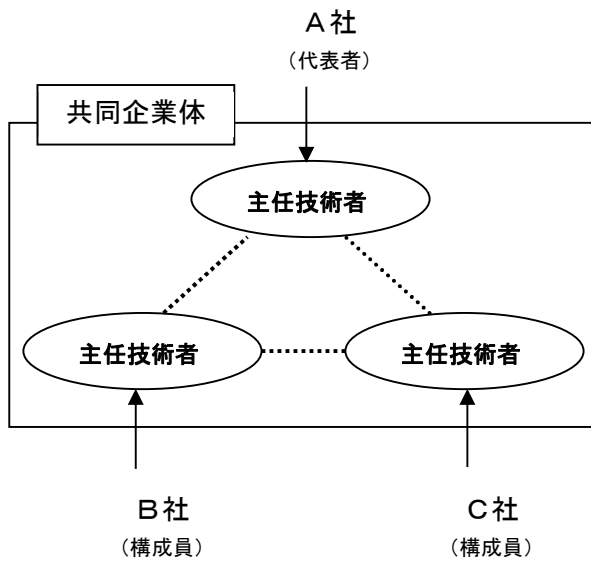 A社
(代表者)
共同企業体
主任技術者
主任技術者
主任技術者
B社
(構成員)
C社
(構成員)